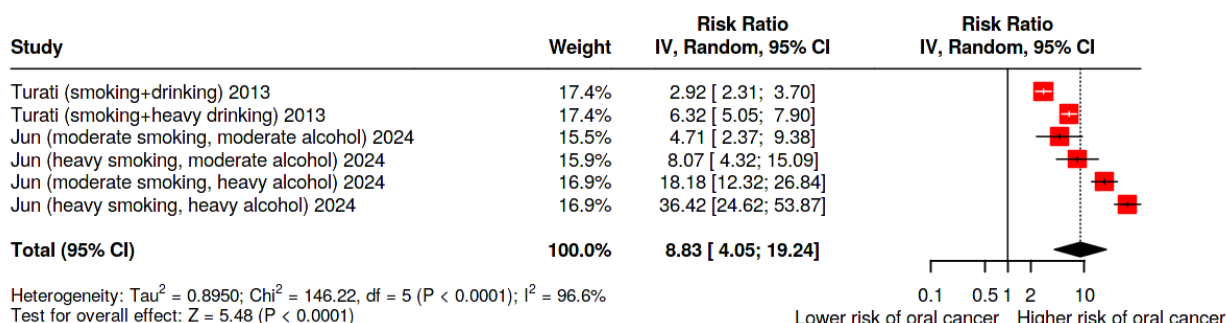 Risk Ratio Risk Ratio
Study Weight IV, Random, 95% CI IV, Random, 95% CI
Turati (smoking+drinking) 2013 17.4% 2.92 [ 2.31; 3.70]
Turati (smoking+heavy drinking) 2013 17.4% 6.32 [ 5.05; 7.90]
Jun (moderate smoking, moderate alcohol) 2024 15.5% 4.71 [ 2.37; 9.38]
Jun (heavy smoking, moderate alcohol) 2024 15.9% 8.07 [ 4.32; 15.09]
Jun (moderate smoking, heavy alcohol) 2024 16.9% 18.18 [12.32; 26.84]
Jun (heavy smoking, heavy alcohol) 2024 16.9% 36.42 [24.62; 53.87]
Total (95% CI) 100.0% 8.83 [ 4.05; 19.24]
Heterogeneity: Tau² = 0.8950; Chi² = 146.22, df = 5 (P < 0.0001); I² = 96.6% 0.1 0.5 1 2 10
Test for overall effect: Z = 5.48 (P < 0.0001) Lower risk of oral cancer Higher risk of oral cancer